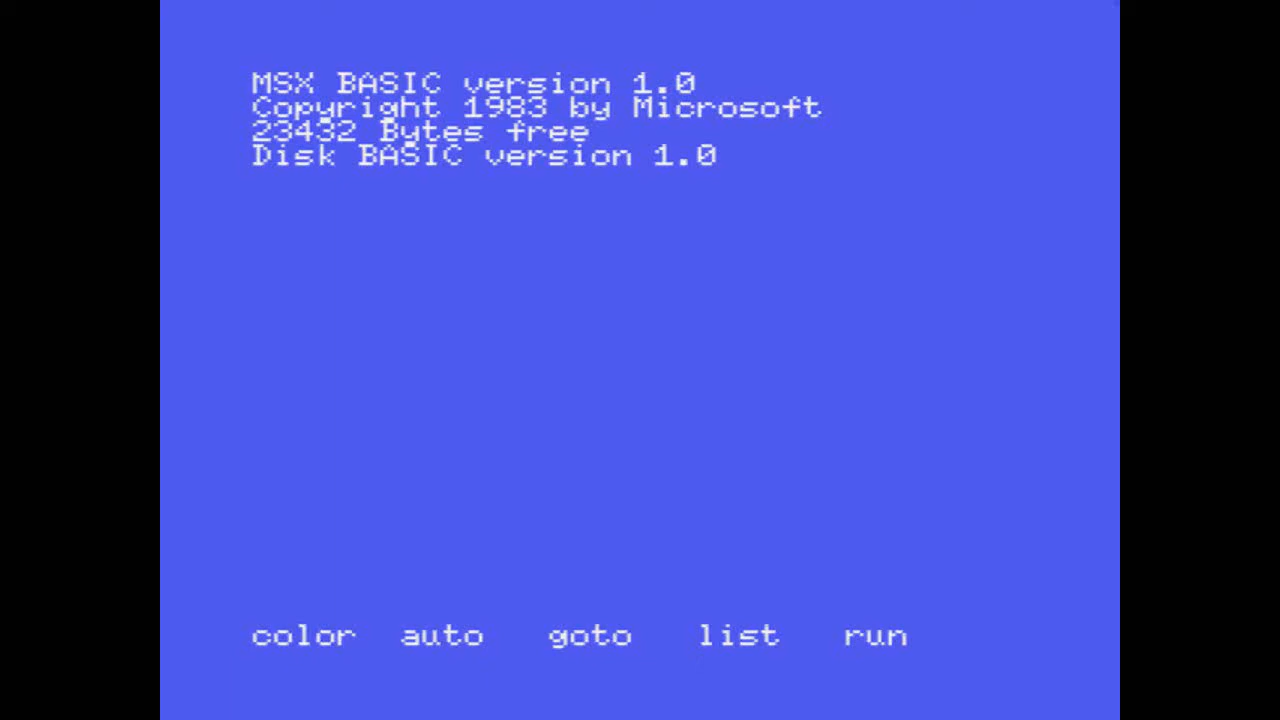 MSX BASIC version 1.0
Copyright 1983 by Microsoft
23432 Bytes free
Disk BASIC version 1.0
color auto goto list run